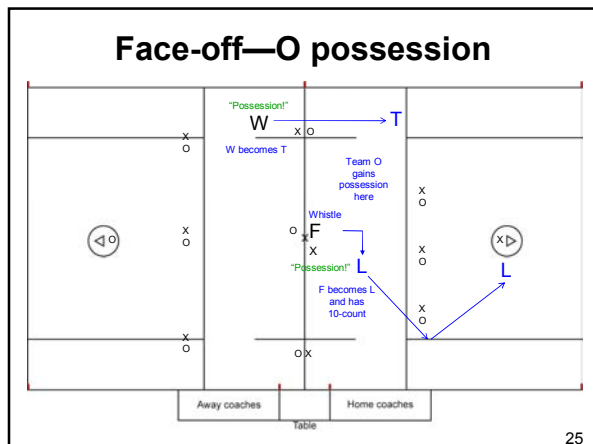 Face-off—O possession
“Possession!”
W
T
X O
X
O
W becomes T
Team O
gains
possession
here
X
O
Whistle
F
O
X
X
X
O
O
X
X
O
“Possession!”
L
L
F becomes L
and has
10-count
X
O
X
O
O X
Away coaches
Home coaches
Table
25